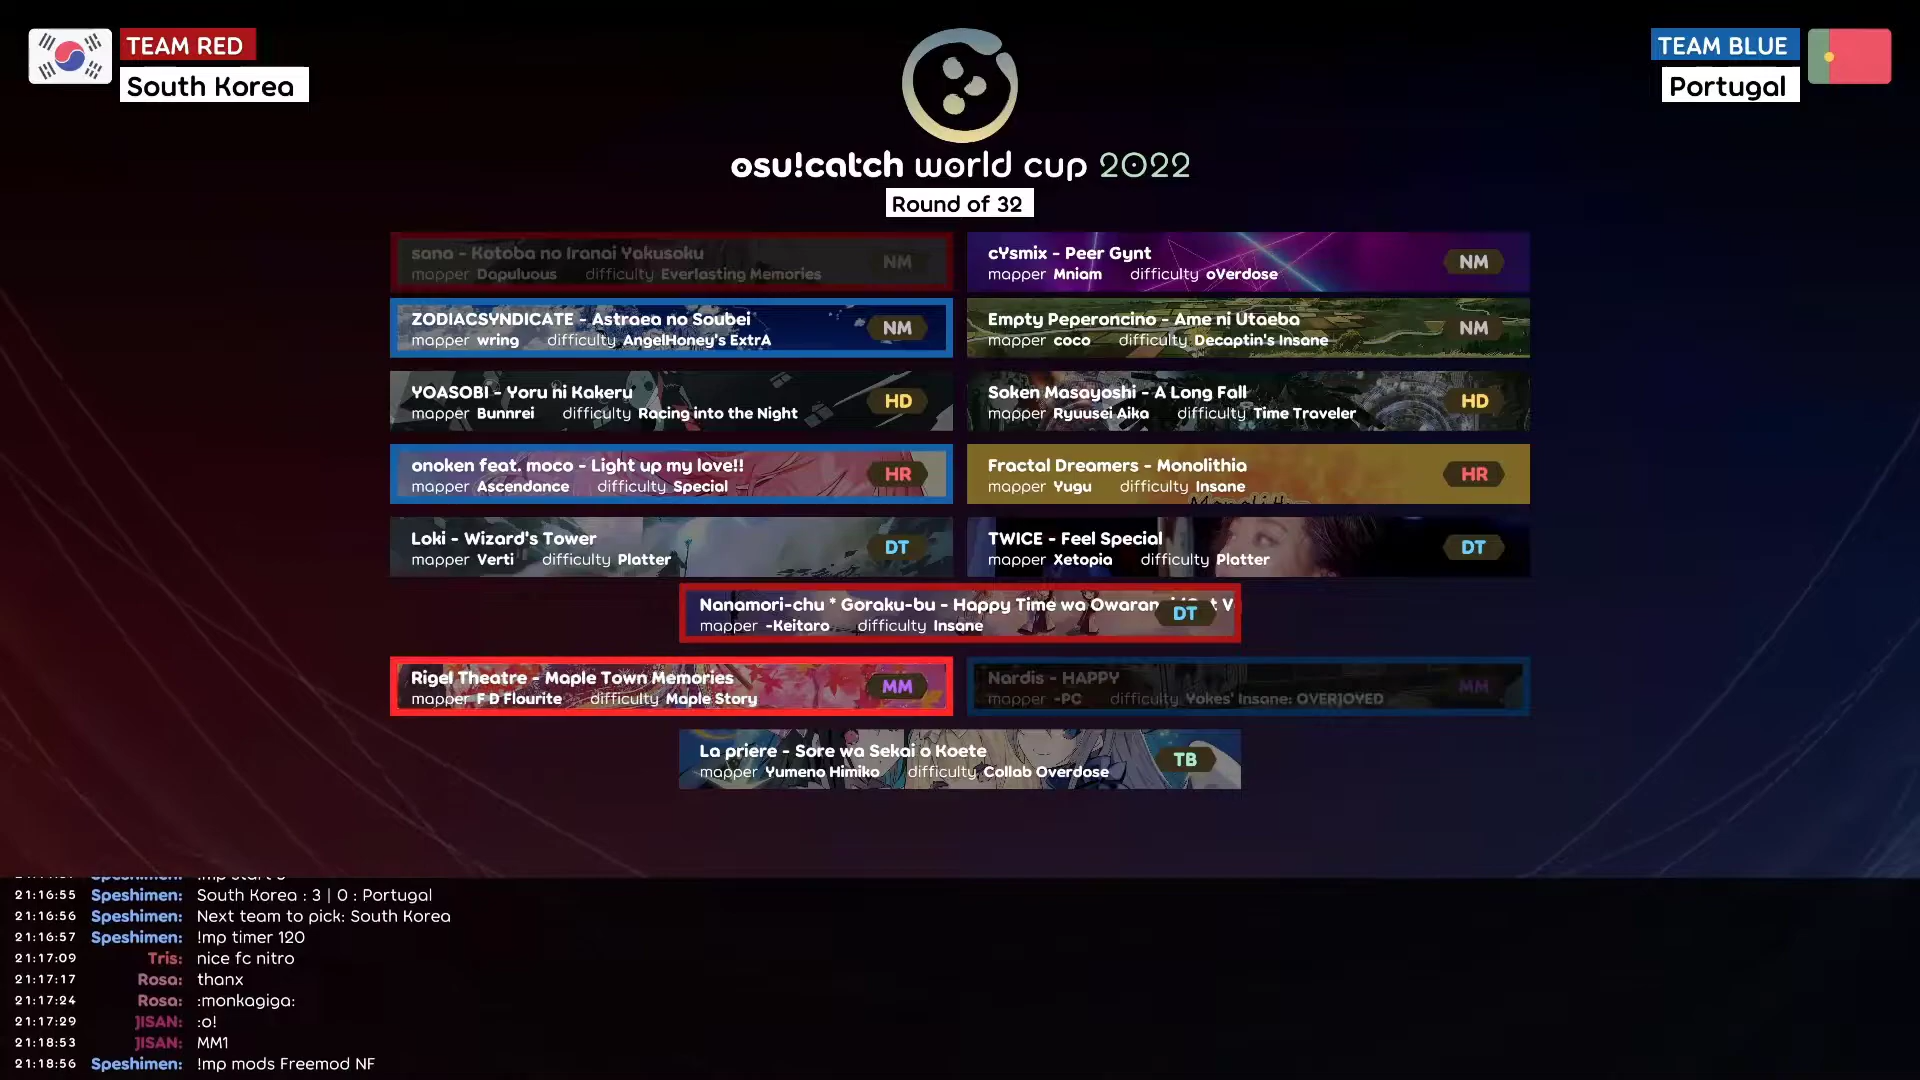 TEAM RED
South Korea
TEAM BLUE
Portugal
osu!catch world cup 2022
Round of 32
sana - Kotoba no Iranai Yakusoku
mapper Dapuluous difficulty Everlasting Memories
NM
cYsmix - Peer Gynt
mapper Mniam difficulty oVerdose
NM
ZODIACSYNDICATE - Astraea no Soubei
mapper wring difficulty AngelHoney's ExtrA
NM
Empty Peperoncino - Ame ni Utaeba
mapper coco difficulty Decaptin's Insane
NM
YOASOBI - Yoru ni Kakeru
mapper Bunnrei difficulty Racing into the Night
HD
Soken Masayoshi - A Long Fall
mapper Ryuusei Aika difficulty Time Traveler
HD
onoken feat. moco - Light up my love!!
mapper Ascendance difficulty Special
HR
Fractal Dreamers - Monolithia
mapper Yugu difficulty Insane
HR
Loki - Wizard's Tower
mapper Verti difficulty Platter
DT
TWICE - Feel Special
mapper Xetopia difficulty Platter
DT
Nanamori-chu * Goraku-bu - Happy Time wa
mapper -Keitaro difficulty Insane
DT
Rigel Theatre - Maple Town Memories
mapper F D Flourite difficulty Maple Story
MM
Nardis - HAPPY
mapper -PC difficulty Yokes' Insane: OVERJOYED
MM
La priere - Sore wa Sekai o Koete
mapper Yumeno Himiko difficulty Collab Overdose
TB
21:16:55 Speshimen: South Korea : 3 | 0 : Portugal
21:16:56 Speshimen: Next team to pick: South Korea
21:16:57 Speshimen: !mp timer 120
21:17:09 Tris: nice fc nitro
21:17:17 Rosa: thanx
21:17:24 Rosa: :monkagiga:
21:17:29 JISAN: :o!
21:18:53 JISAN: MM1
21:18:56 Speshimen: !mp mods Freemod NF